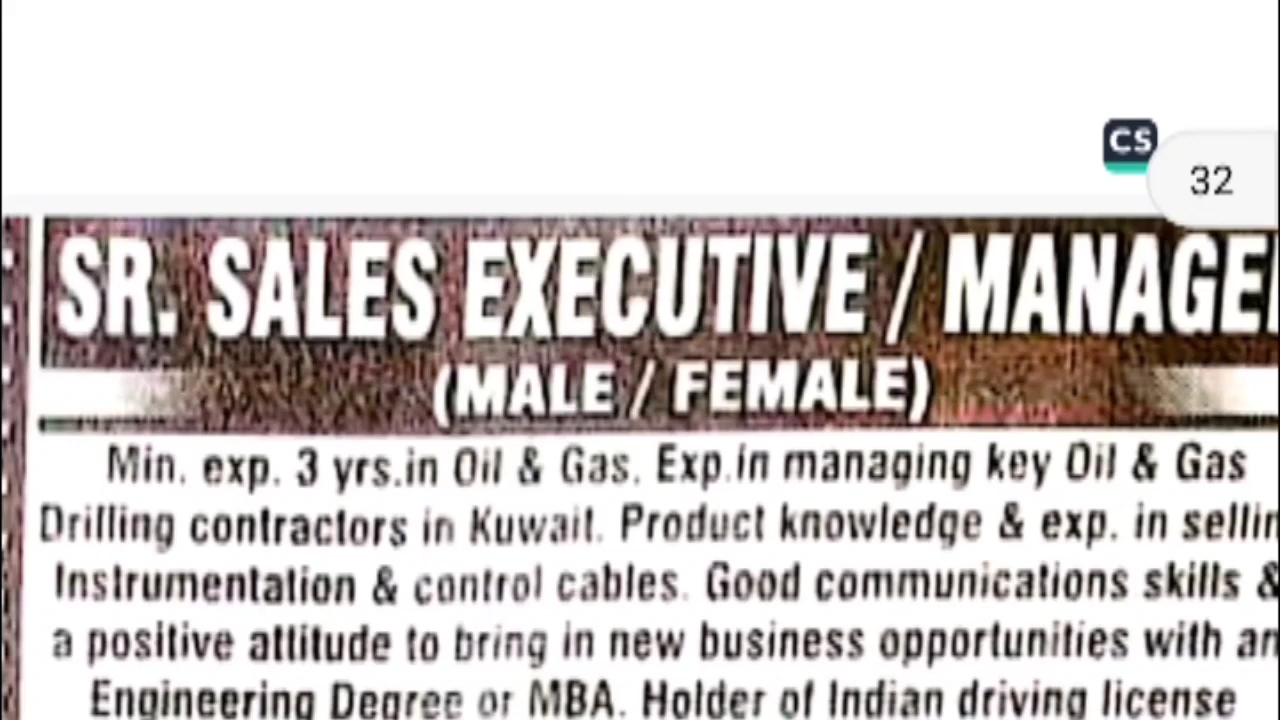 CS
32
SR. SALES EXECUTIVE / MANAGE
(MALE / FEMALE)
Min. exp. 3 yrs.in Oil & Gas. Exp.in managing key Oil & Gas
Drilling contractors in Kuwait. Product knowledge & exp. in sellin
Instrumentation & control cables. Good communications skills &
a positive attitude to bring in new business opportunities with an
Engineering Degree or MBA. Holder of Indian driving license